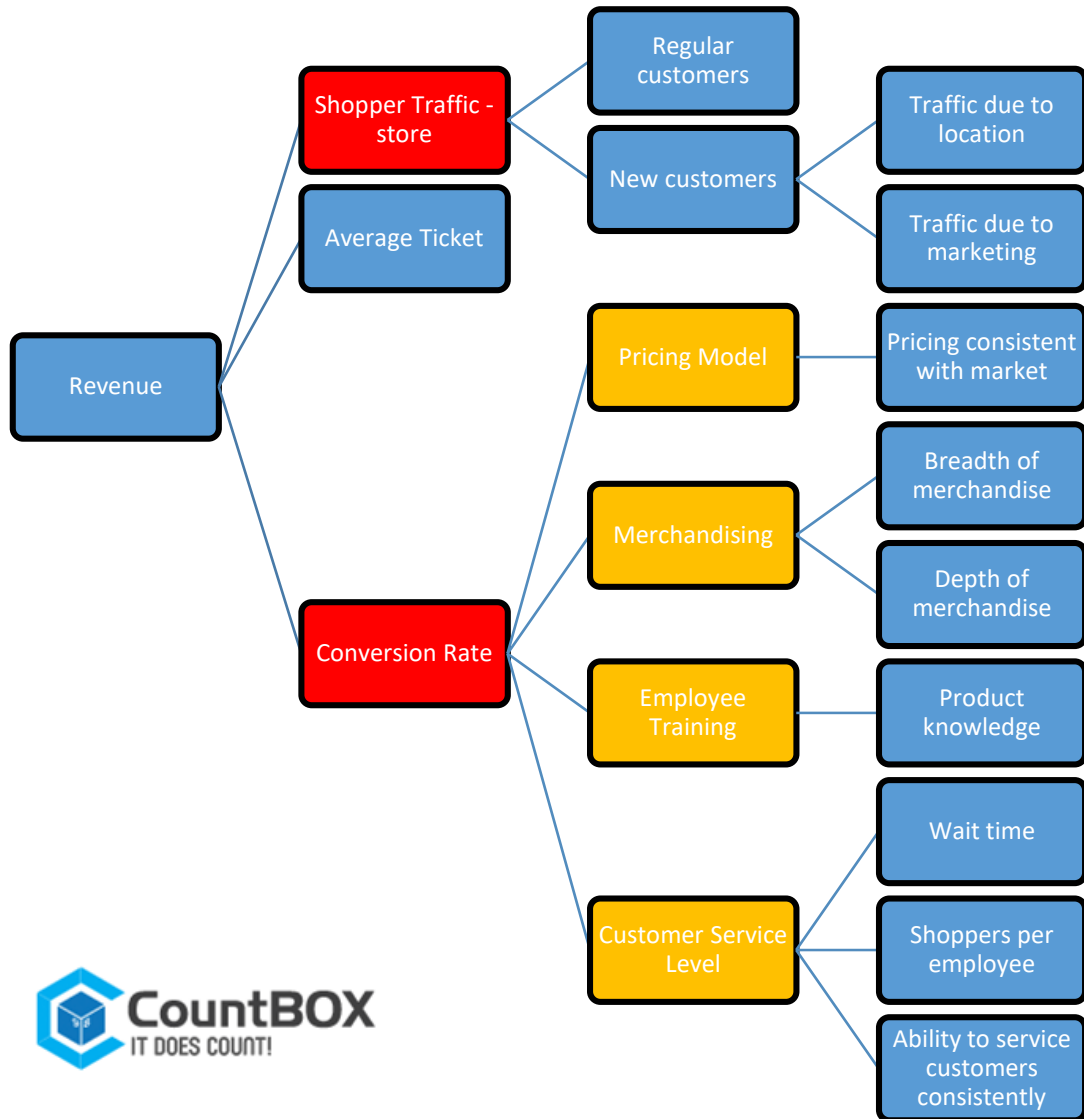 Regular
customers
Shopper Traffic -
store
Traffic due to
location
New customers
Traffic due to
marketing
Average Ticket
Revenue
Pricing Model
Pricing consistent
with market
Breadth of
merchandise
Merchandising
Depth of
merchandise
Conversion Rate
Employee
Training
Product
knowledge
Wait time
Customer Service
Level
Shoppers per
employee
Ability to service
customers
consistently
CountBOX
IT DOES COUNT!